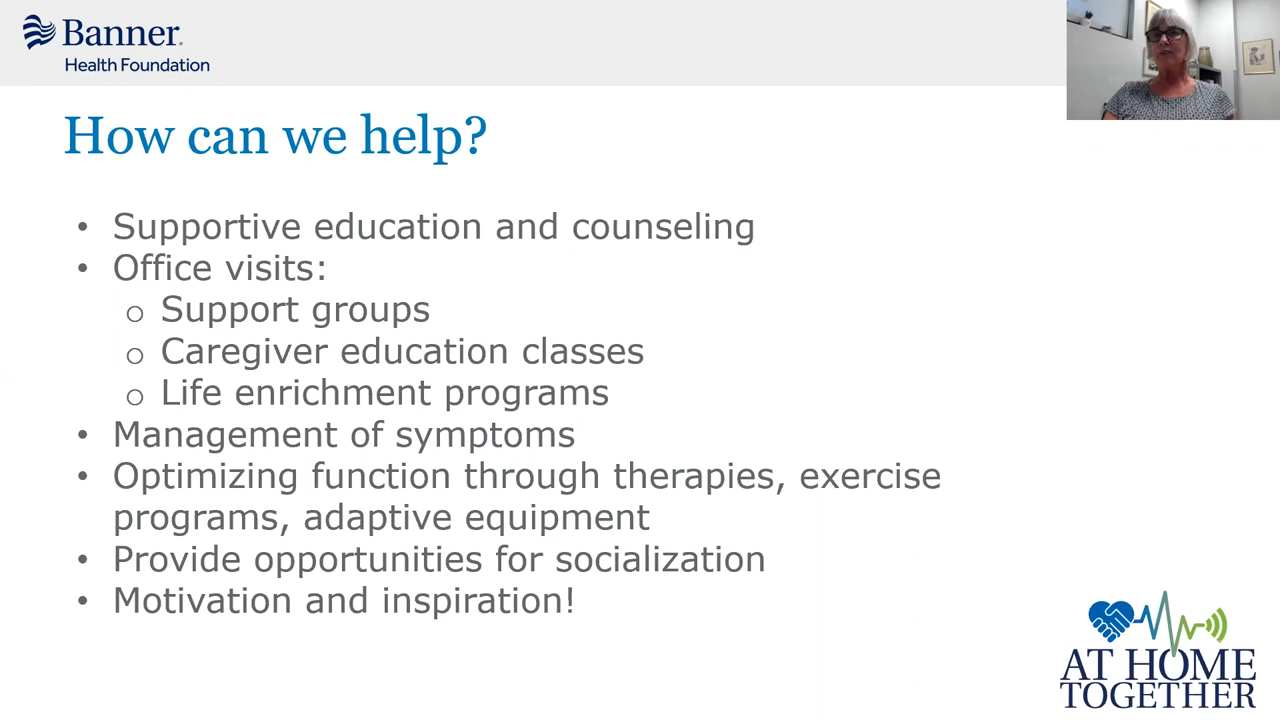 Banner.
Health Foundation
How can we help?
• Supportive education and counseling
• Office visits:
o Support groups
o Caregiver education classes
o Life enrichment programs
• Management of symptoms
• Optimizing function through therapies, exercise
programs, adaptive equipment
• Provide opportunities for socialization
• Motivation and inspiration!
AT HOME
TOGETHER